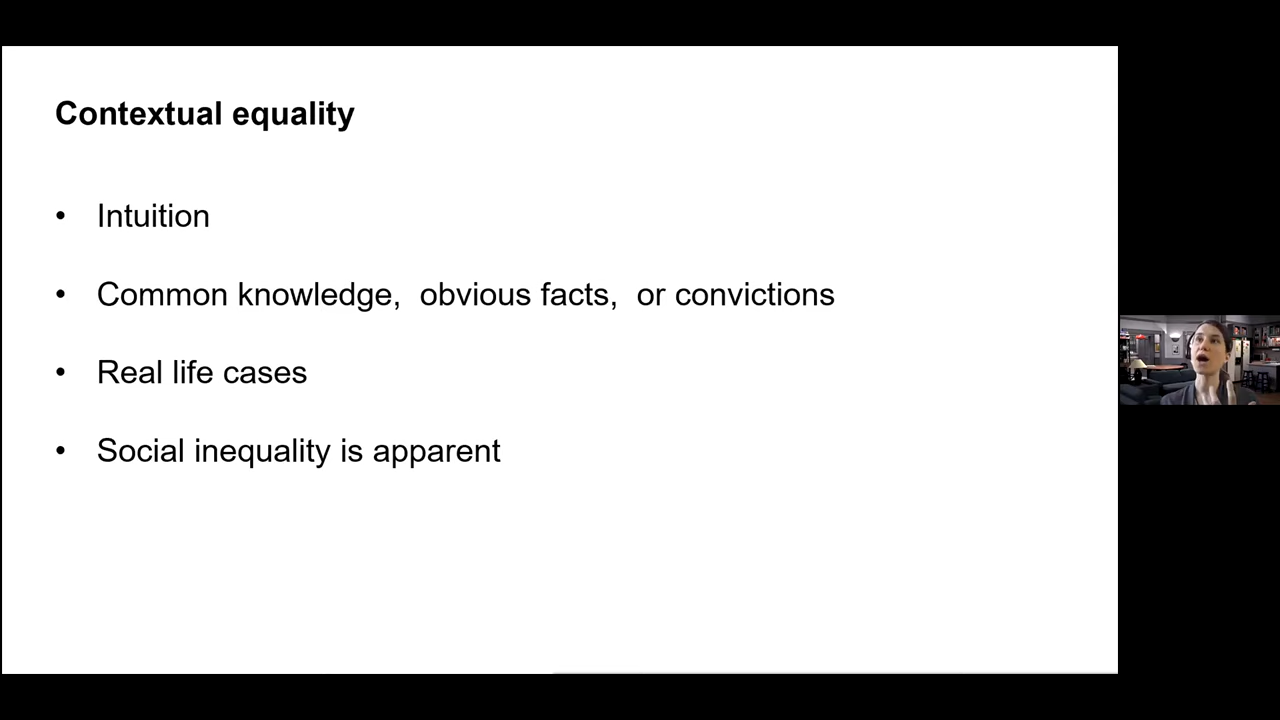 Contextual equality
• Intuition
• Common knowledge,  obvious facts,  or convictions
• Real life cases
• Social inequality is apparent